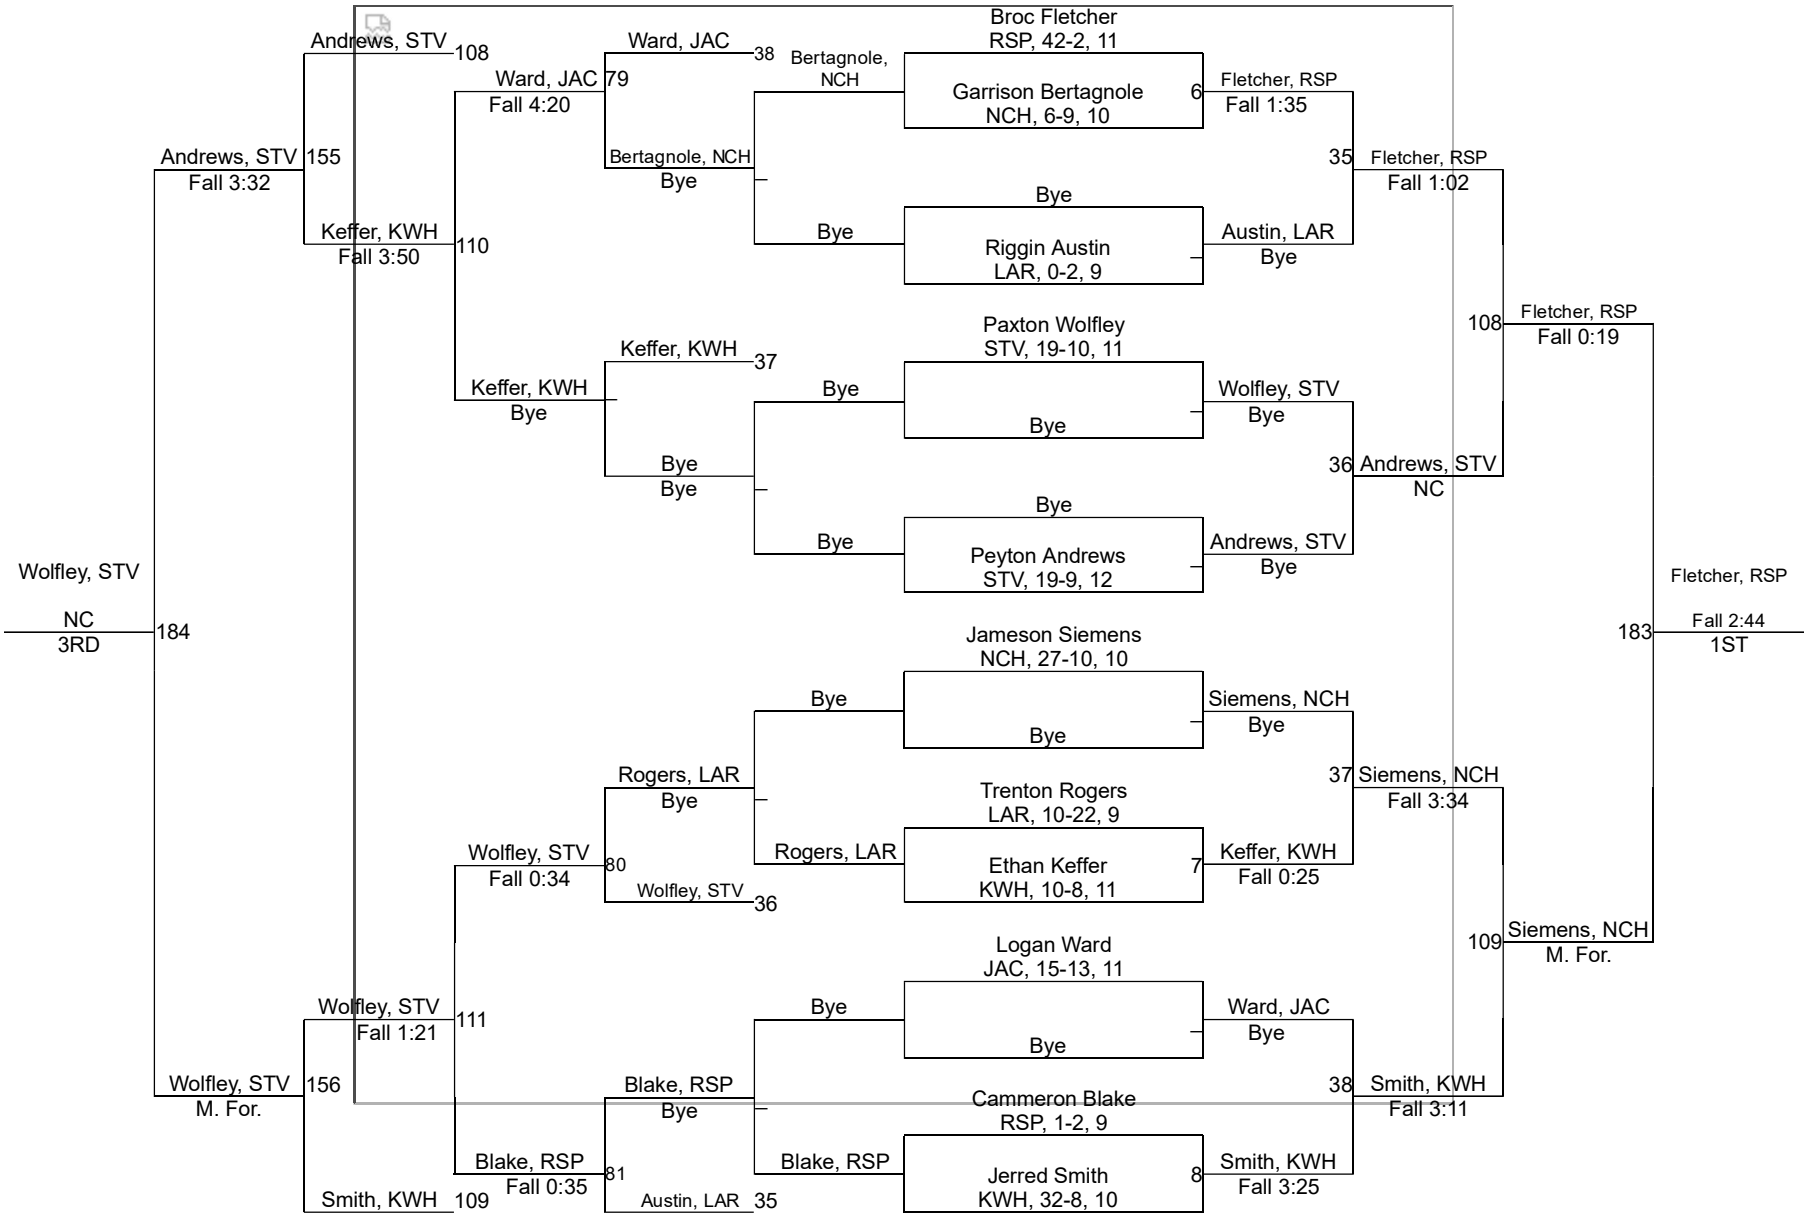 Broc Fletcher
RSP, 42-2, 11
Andrews, STV
108
Ward, JAC
38
Bertagnole,
NCH
Ward, JAC
79
Fall 4:20
Garrison Bertagnole
NCH, 6-9, 10
6
Fletcher, RSP
Fall 1:35
Andrews, STV
155
Fall 3:32
Bertagnole, NCH
Bye
35
Fletcher, RSP
Fall 1:02
Bye
Keffer, KWH
Fall 3:50
110
Bye
Riggin Austin
LAR, 0-2, 9
Austin, LAR
Bye
Paxton Wolfley
STV, 19-10, 11
108
Fletcher, RSP
Fall 0:19
Keffer, KWH
37
Keffer, KWH
Bye
Bye
Bye
Wolfley, STV
Bye
Bye
Bye
36
Andrews, STV
NC
Bye
Bye
Peyton Andrews
STV, 19-9, 12
Andrews, STV
Bye
Wolfley, STV
NC
3RD
184
Fletcher, RSP
183
Fall 2:44
1ST
Jameson Siemens
NCH, 27-10, 10
Bye
Bye
Siemens, NCH
Bye
Rogers, LAR
Bye
Trenton Rogers
LAR, 10-22, 9
37
Siemens, NCH
Fall 3:34
Wolfley, STV
Fall 0:34
80
Rogers, LAR
Ethan Keffer
KWH, 10-8, 11
7
Keffer, KWH
Fall 0:25
Wolfley, STV
36
Logan Ward
JAC, 15-13, 11
109
Siemens, NCH
M. For.
Wolfley, STV
Fall 1:21
111
Bye
Bye
Ward, JAC
Bye
Wolfley, STV
M. For.
156
Blake, RSP
Bye
Cammeron Blake
RSP, 1-2, 9
38
Smith, KWH
Fall 3:11
Blake, RSP
Fall 0:35
81
Blake, RSP
Jerred Smith
KWH, 32-8, 10
8
Smith, KWH
Fall 3:25
Smith, KWH
109
Austin, LAR
35